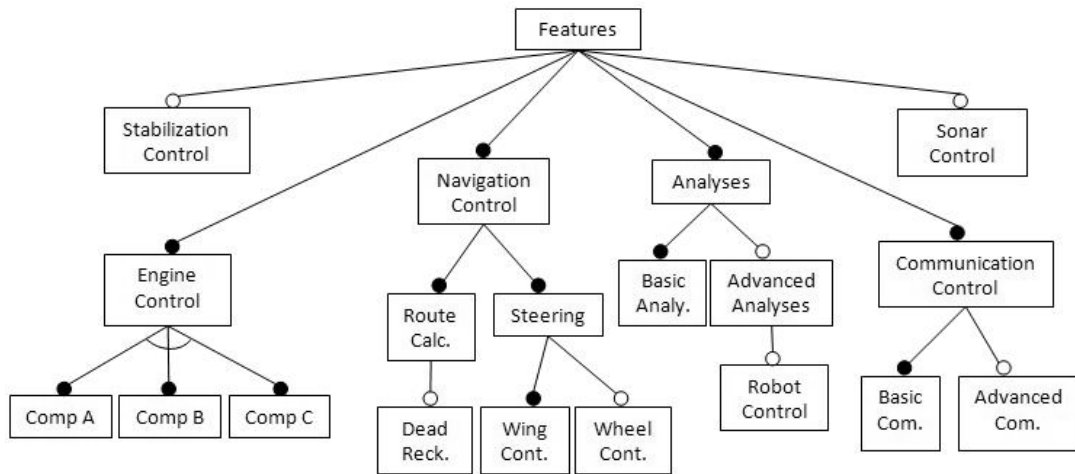 Features
Stabilization
Control
Sonar
Control
Navigation
Control
Analyses
Engine
Control
Communication
Control
Basic
Analy.
Advanced
Analyses
Route
Calc.
Steering
Robot
Control
Basic
Com.
Advanced
Com.
Comp A
Comp B
Comp C
Dead
Reck.
Wing
Cont.
Wheel
Cont.